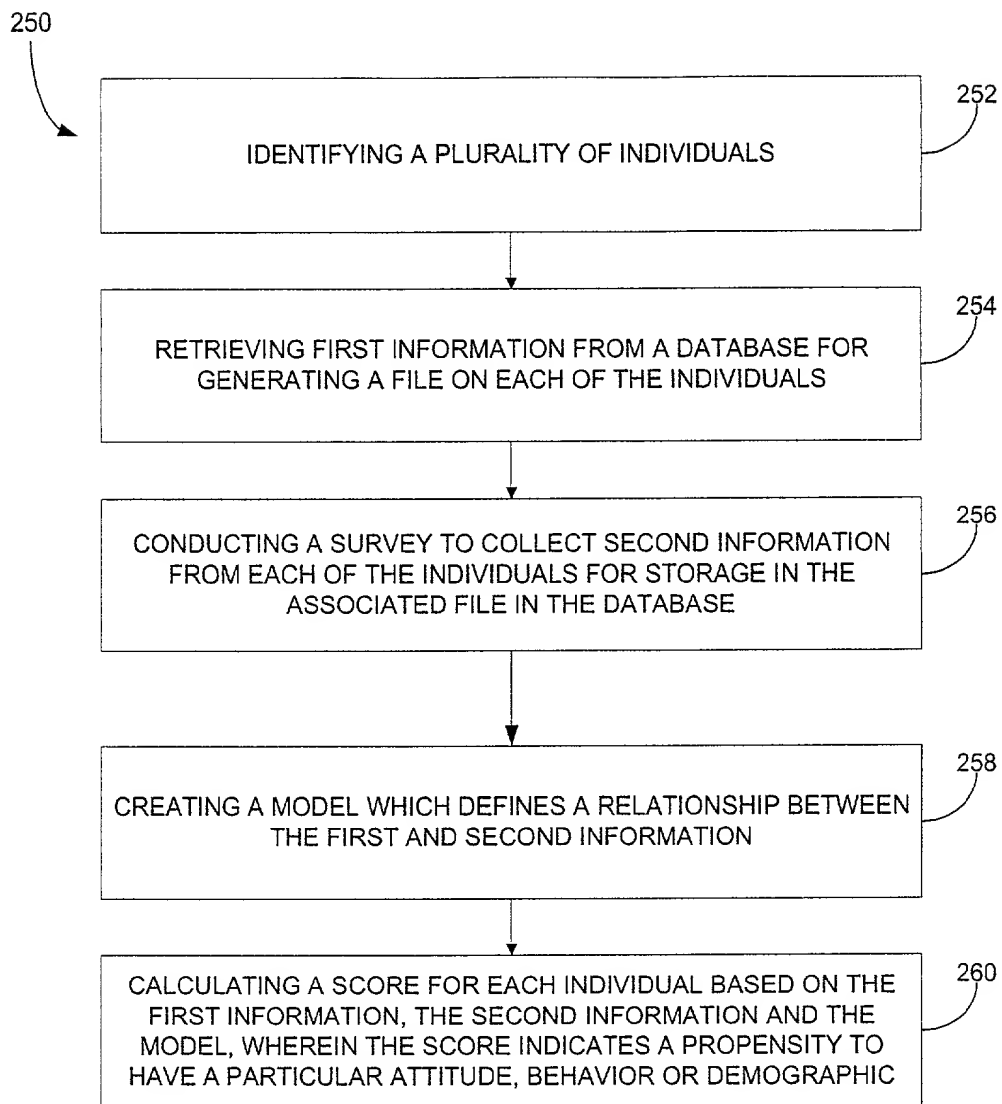 250
252
IDENTIFYING A PLURALITY OF INDIVIDUALS
254
RETRIEVING FIRST INFORMATION FROM A DATABASE FOR
GENERATING A FILE ON EACH OF THE INDIVIDUALS
256
CONDUCTING A SURVEY TO COLLECT SECOND INFORMATION
FROM EACH OF THE INDIVIDUALS FOR STORAGE IN THE
ASSOCIATED FILE IN THE DATABASE
258
CREATING A MODEL WHICH DEFINES A RELATIONSHIP BETWEEN
THE FIRST AND SECOND INFORMATION
260
CALCULATING A SCORE FOR EACH INDIVIDUAL BASED ON THE
FIRST INFORMATION, THE SECOND INFORMATION AND THE
MODEL, WHEREIN THE SCORE INDICATES A PROPENSITY TO
HAVE A PARTICULAR ATTITUDE, BEHAVIOR OR DEMOGRAPHIC